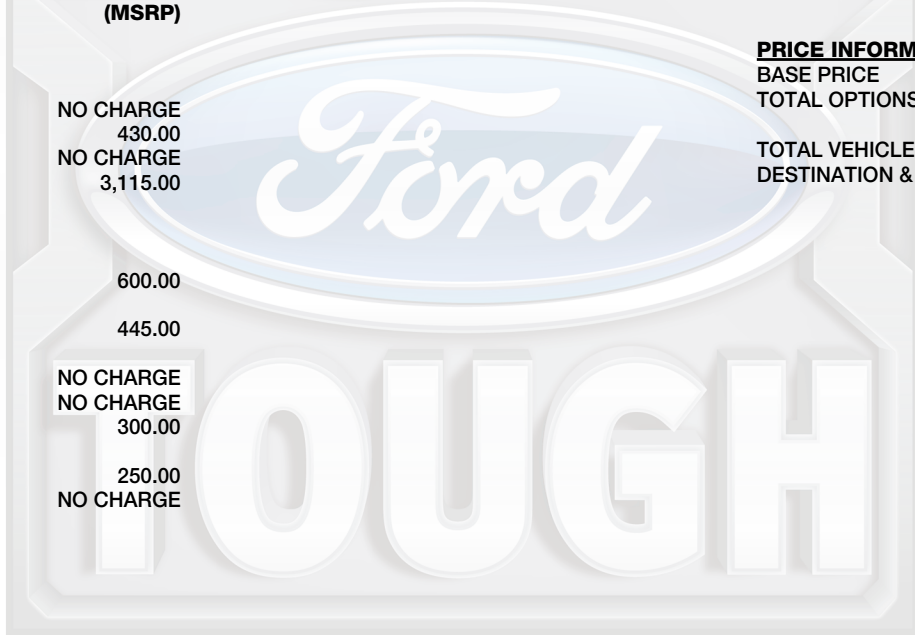 (MSRP)
NO CHARGE
430.00
NO CHARGE
3,115.00
600.00
445.00
NO CHARGE
NO CHARGE
300.00
250.00
NO CHARGE
PRICE INFORM
BASE PRICE
TOTAL OPTIONS
TOTAL VEHICLE
DESTINATION &
Ford
TOUGH